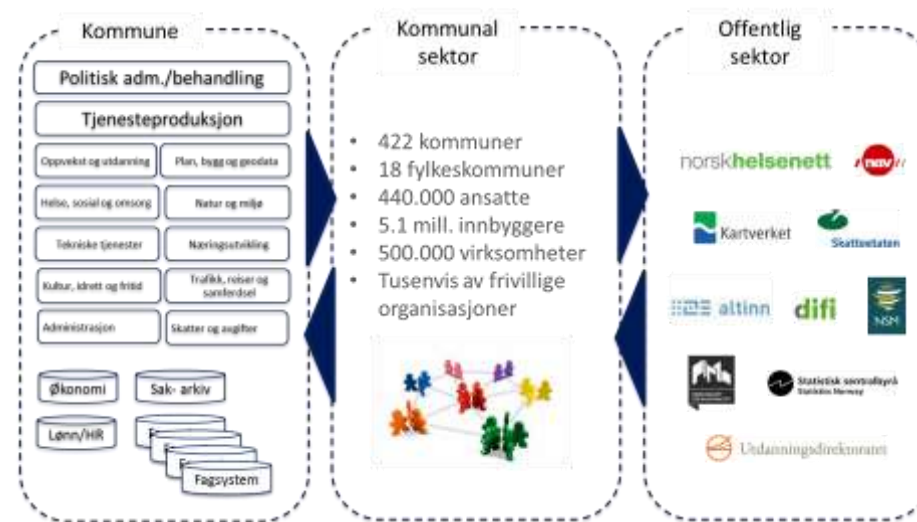 Kommune
Politisk adm./behandling
Tjenesteproduksjon
Oppvekst og utdanning
Plan, bygg og geodata
Helse, sosial og omsorg
Natur og miljø
Tekniske tjenester
Næringsutvikling
Kultur, idrett og fritid
Trafikk, reiser og
samferdsel
Administrasjon
Skatter og avgifter
Økonomi
Sak- arkiv
Lønn/HR
Fagsystem
Kommunal
sektor
• 422 kommuner
• 18 fylkeskommuner
• 440.000 ansatte
• 5.1 mill. innbyggere
• 500.000 virksomheter
• Tusenvis av frivillige
organisasjoner
Offentlig
sektor
norskhelsenett
nav
Kartverket
Skatteetaten
altinn
difi
NSM
Statistisk sentralbyrå
Statistics Norway
Utdanningsdirektoratet